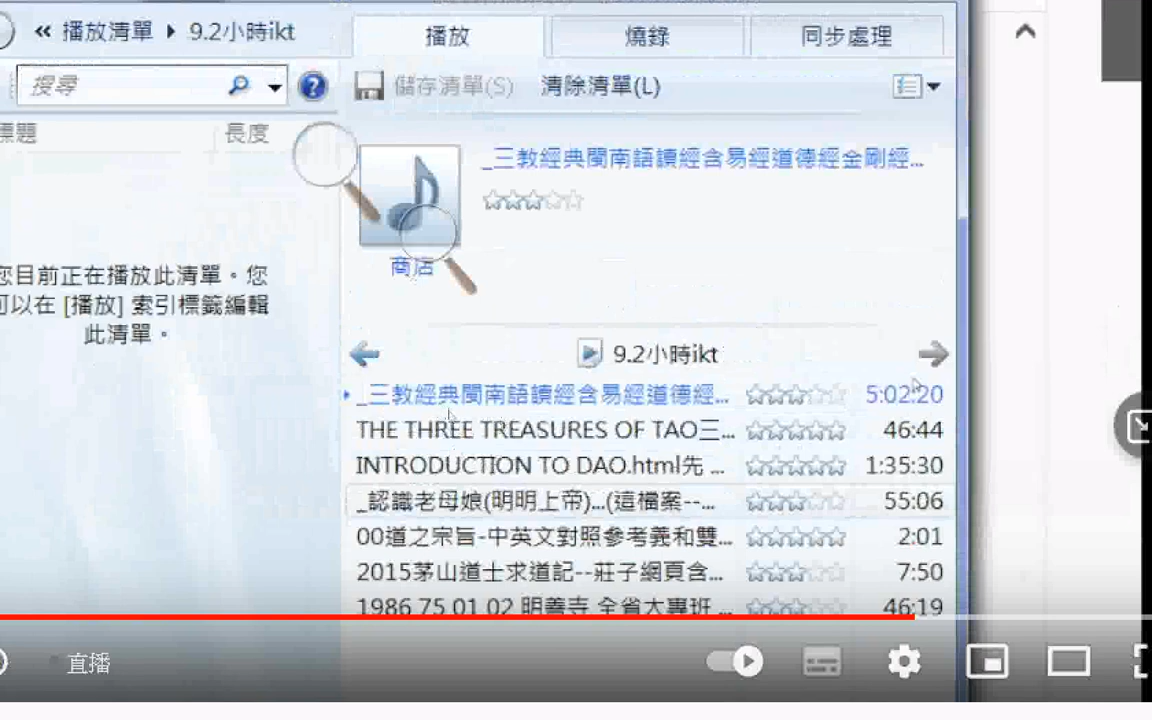 « 播放清單 ▸ 9.2小時ikt
播放 燒錄 同步處理
搜尋
儲存清單(S) 清除清單(L)
標題 長度
_三教經典閩南語讀經含易經道德經金剛經...
商店
您目前正在播放此清單。您
可以在 [播放] 索引標籤編輯
此清單。
9.2小時ikt
_三教經典閩南語讀經含易經道德經... 5:02:20
THE THREE TREASURES OF TAO三... 46:44
INTRODUCTION TO DAO.html先 ... 1:35:30
_認識老母娘(明明上帝)...(這檔案--... 55:06
00道之宗旨-中英文對照參考義和雙... 2:01
2015茅山道士求道記--莊子網頁含... 7:50
1986 75 01 02 明善寺 全省大專班 ... 46:19
直播